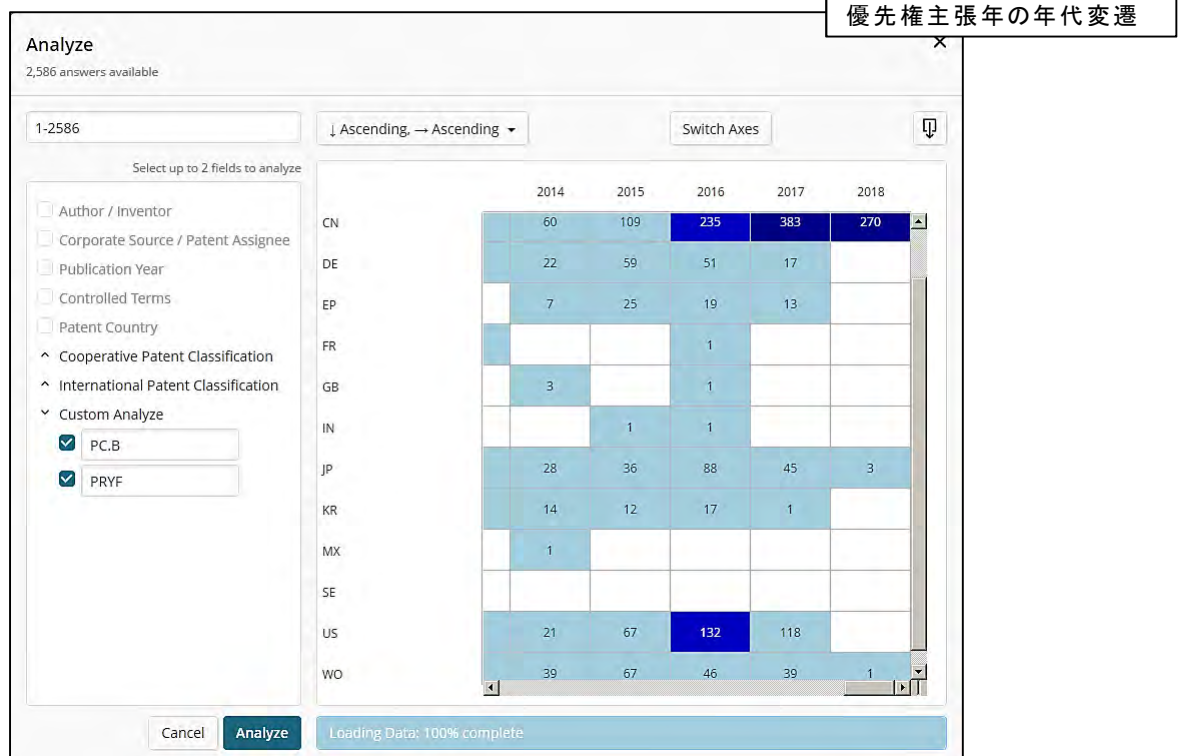 優先権主張年の年代変遷
Analyze
×
2,586 answers available
1-2586
↓ Ascending, → Ascending
Switch Axes
Select up to 2 fields to analyze
Author / Inventor
Corporate Source / Patent Assignee
Publication Year
Controlled Terms
Patent Country
Cooperative Patent Classification
International Patent Classification
Custom Analyze
PC.B
PRYF
2014 2015 2016 2017 2018
CN 60 109 235 383 270
DE 22 59 51 17
EP 7 25 19 13
FR 1
GB 3 1
IN 1 1
JP 28 36 88 45 3
KR 14 12 17 1
MX 1
SE
US 21 67 132 118
WO 39 67 46 39 1
Cancel
Analyze
Loading Data: 100% complete